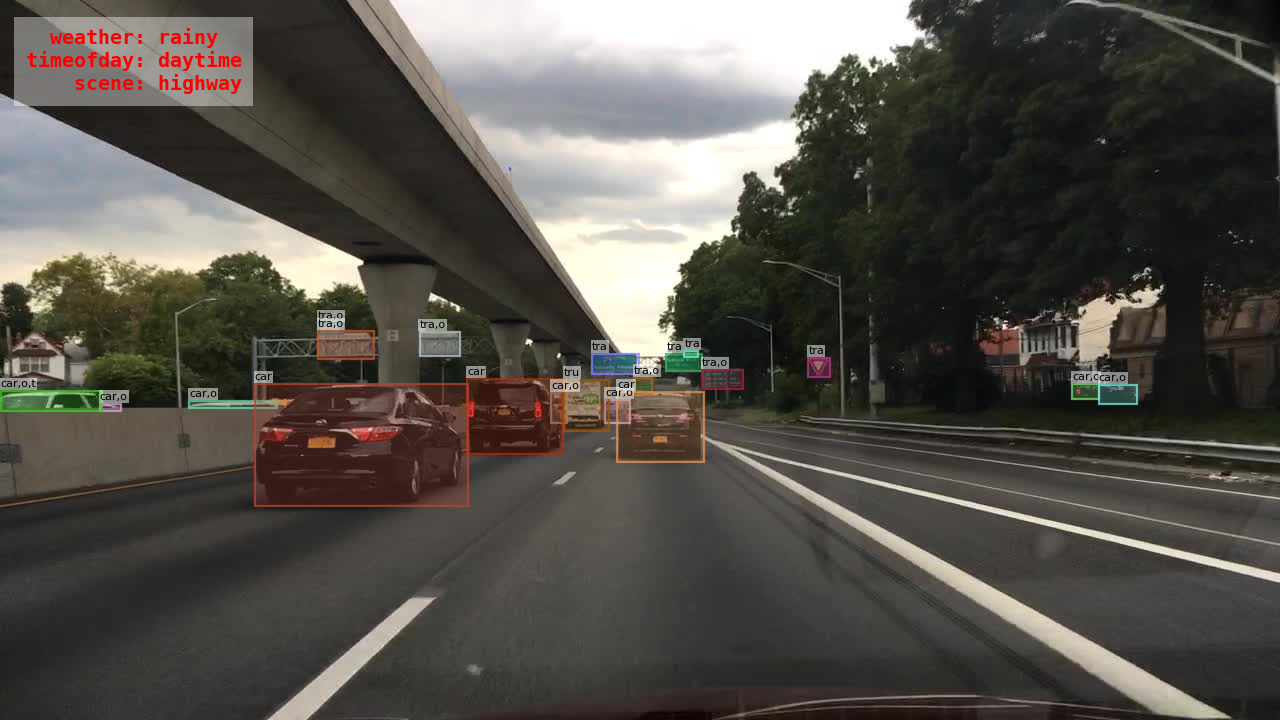 weather: rainy
timeofday: daytime
scene: highway
tra,o
tra,o
tra,o
tra
tra
tra
tra,o
tra,o
tra
car
car
tru
car,o
car
car,o
car,o,t
car,o
car,o
car,o
car,o